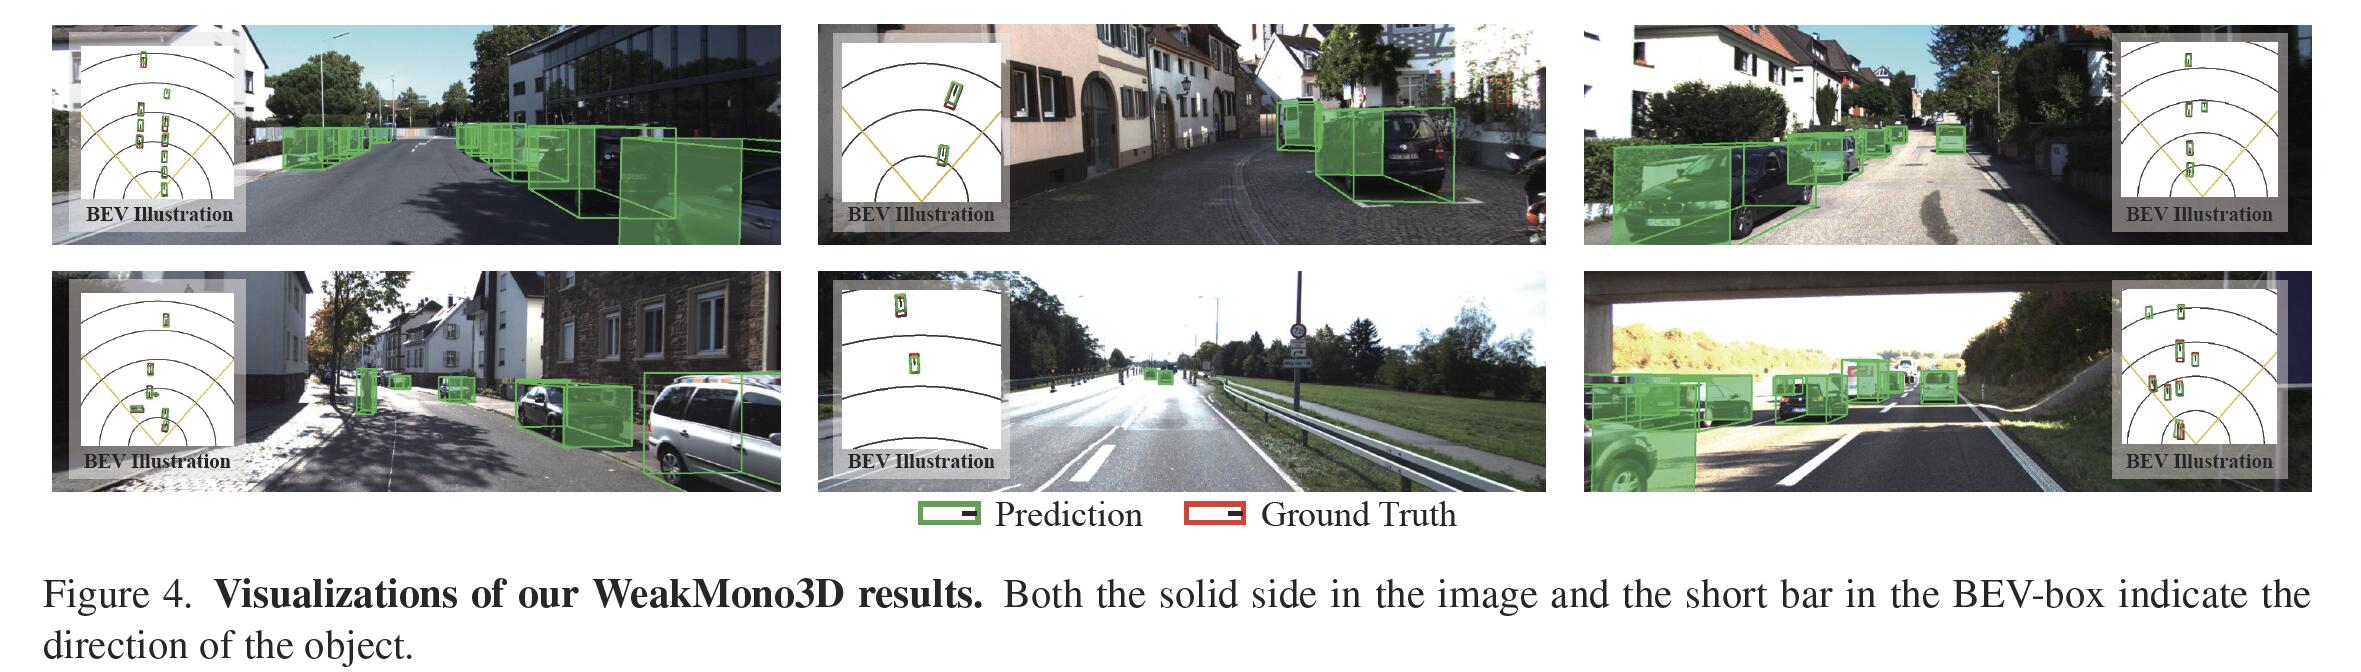 BEV Illustration
BEV Illustration
BEV Illustration
BEV Illustration
BEV Illustration
BEV Illustration
Prediction Ground Truth
Figure 4. Visualizations of our WeakMono3D results. Both the solid side in the image and the short bar in the BEV-box indicate the
direction of the object.